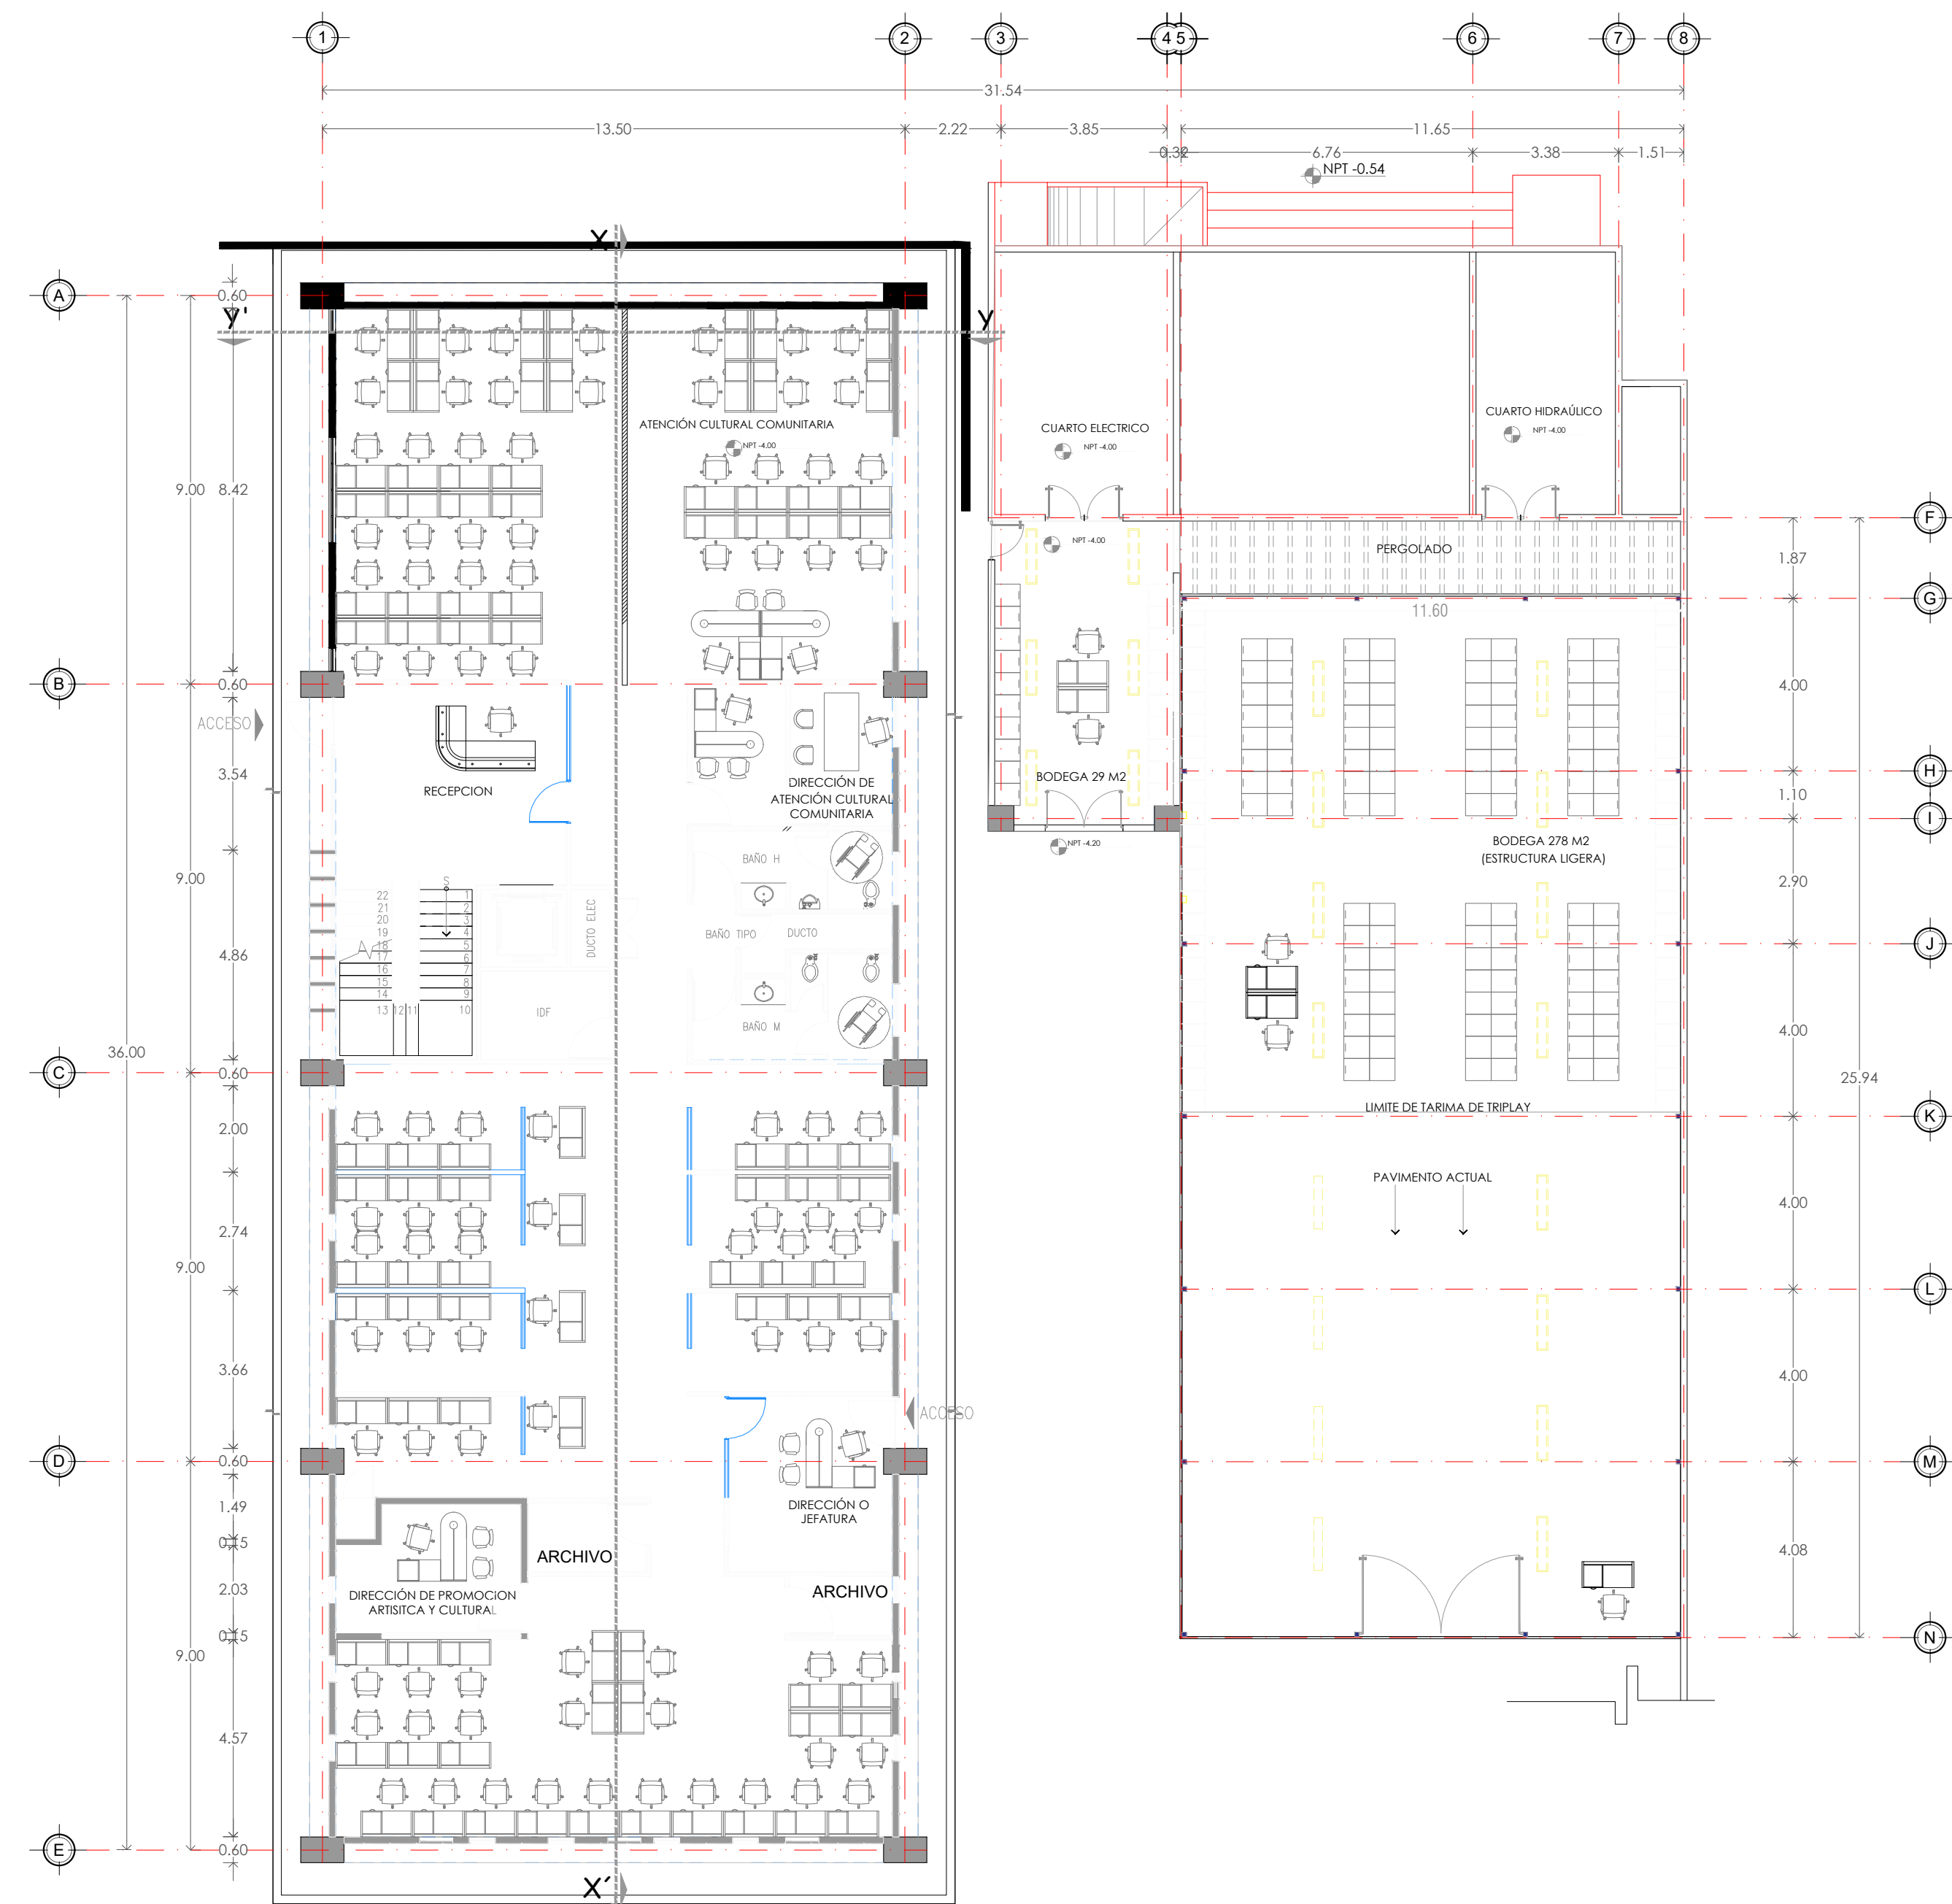 1
2
3
4 5
6
7
8
31.54
13.50
2.22
3.85
11.65
0.32
6.76
3.38
1.51
NPT -0.54
X
A
0.60
Y'
Y
ATENCIÓN CULTURAL COMUNITARIA
NPT -4.00
CUARTO ELECTRICO
NPT -4.00
CUARTO HIDRAÚLICO
NPT -4.00
9.00
8.42
F
NPT -4.00
PERGOLADO
1.87
G
11.60
B
0.60
4.00
ACCESO
3.54
RECEPCION
DIRECCIÓN DE
ATENCIÓN CULTURAL
COMUNITARIA
BODEGA 29 M2
H
1.10
I
NPT -4.20
BODEGA 278 M2
(ESTRUCTURA LIGERA)
9.00
BAÑO H
2.90
S
22
21
20
19
18
17
16
15
14
13 12 11
1
2
3
4
5
6
7
8
9
10
DUCTO ELEC
BAÑO TIPO
DUCTO
J
4.86
IDF
BAÑO M
4.00
36.00
C
0.60
25.94
LIMITE DE TARIMA DE TRIPLAY
K
2.00
PAVIMENTO ACTUAL
4.00
2.74
9.00
L
3.66
4.00
ACCESO
D
0.60
M
1.49
DIRECCIÓN O
JEFATURA
0.15
ARCHIVO
4.08
2.03
DIRECCIÓN DE PROMOCION
ARTISITCA Y CULTURAL
ARCHIVO
0.15
N
9.00
4.57
E
0.60
X´